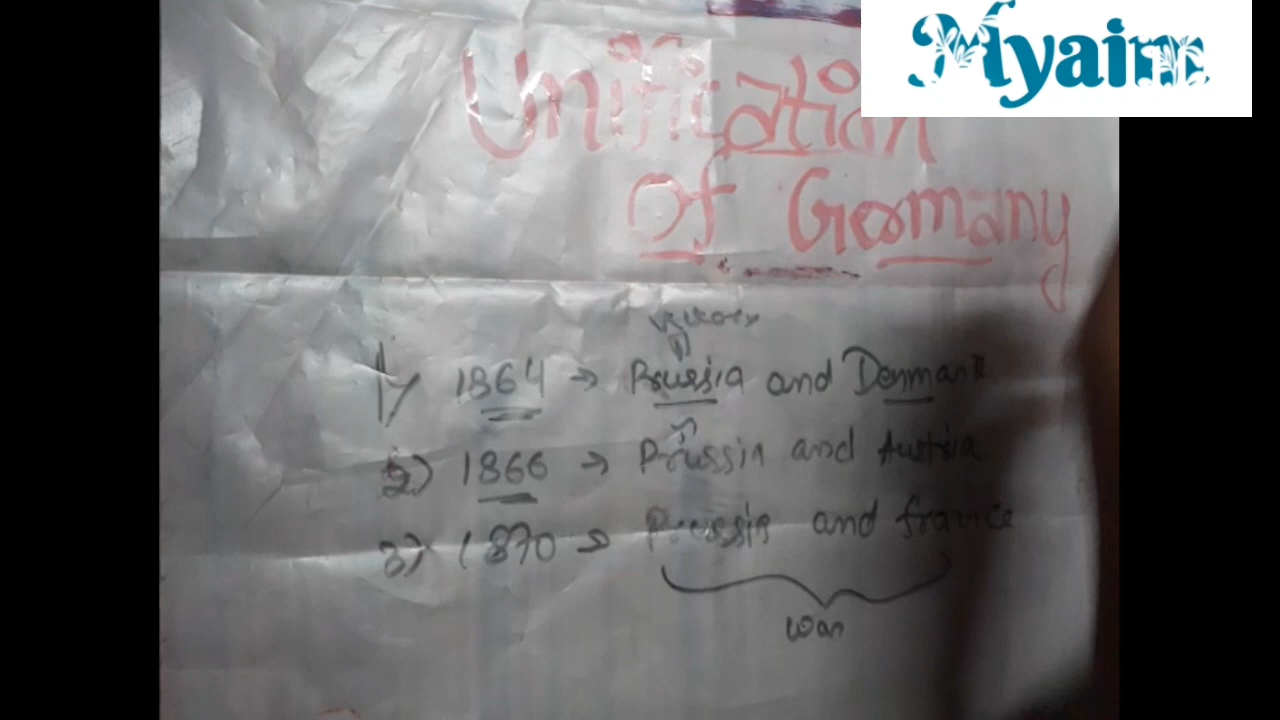 Myaim
Unification
Of Germany
victory
1) 1864 → Prussia and Denmark
2) 1866 → Prussia and Austria
3) 1870 → Prussia and france
war